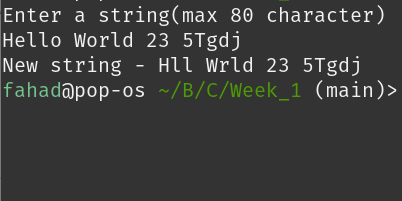 Enter a string(max 80 character)
Hello World 23 5Tgdj
New string - Hll Wrld 23 5Tgdj
fahad@pop-os ~/B/C/Week_1 (main)>